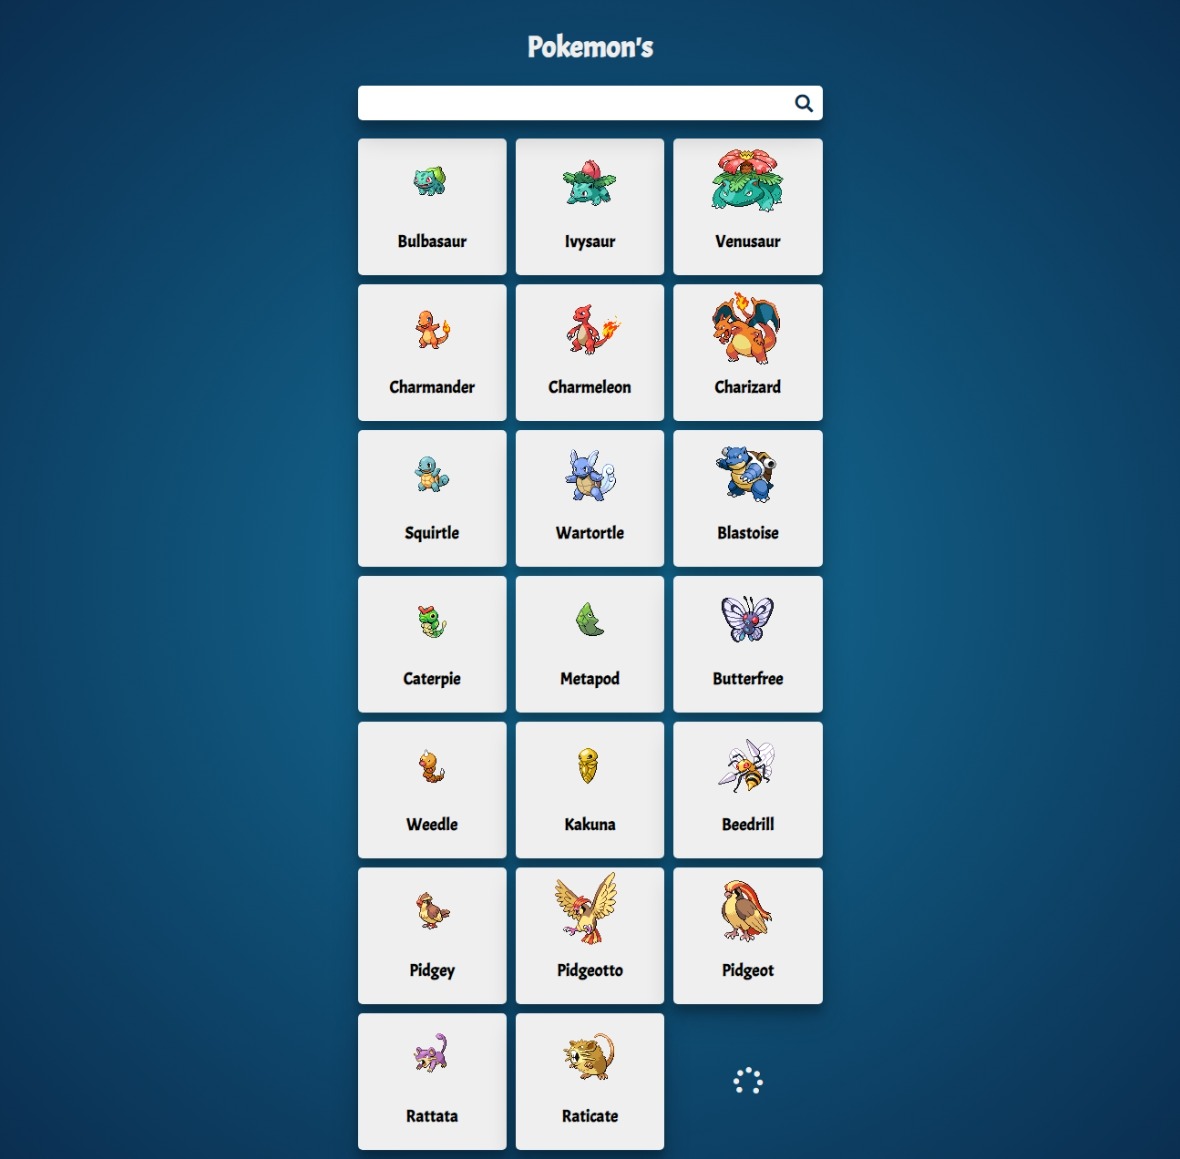 Pokemon's
Bulbasaur
Ivysaur
Venusaur
Charmander
Charmeleon
Charizard
Squirtle
Wartortle
Blastoise
Caterpie
Metapod
Butterfree
Weedle
Kakuna
Beedrill
Pidgey
Pidgeotto
Pidgeot
Rattata
Raticate